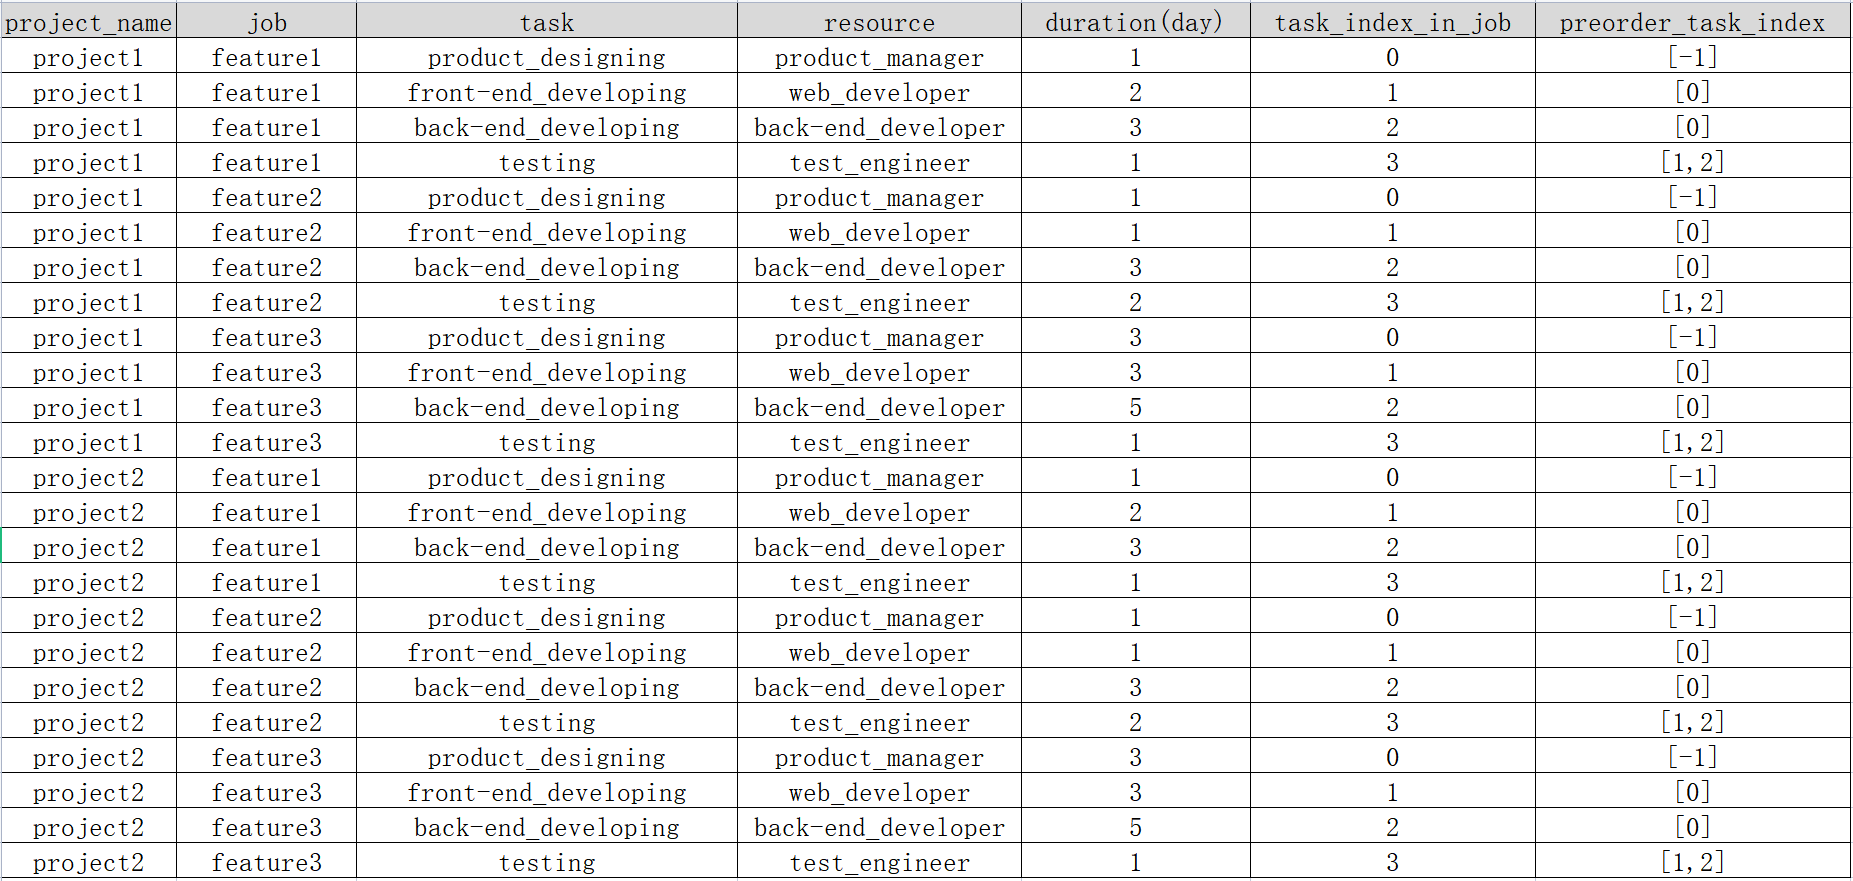 project_name job task resource duration(day) task_index_in_job preorder_task_index
project1 feature1 product_designing product_manager 1 0 [-1]
project1 feature1 front-end_developing web_developer 2 1 [0]
project1 feature1 back-end_developing back-end_developer 3 2 [0]
project1 feature1 testing test_engineer 1 3 [1,2]
project1 feature2 product_designing product_manager 1 0 [-1]
project1 feature2 front-end_developing web_developer 1 1 [0]
project1 feature2 back-end_developing back-end_developer 3 2 [0]
project1 feature2 testing test_engineer 2 3 [1,2]
project1 feature3 product_designing product_manager 3 0 [-1]
project1 feature3 front-end_developing web_developer 3 1 [0]
project1 feature3 back-end_developing back-end_developer 5 2 [0]
project1 feature3 testing test_engineer 1 3 [1,2]
project2 feature1 product_designing product_manager 1 0 [-1]
project2 feature1 front-end_developing web_developer 2 1 [0]
project2 feature1 back-end_developing back-end_developer 3 2 [0]
project2 feature1 testing test_engineer 1 3 [1,2]
project2 feature2 product_designing product_manager 1 0 [-1]
project2 feature2 front-end_developing web_developer 1 1 [0]
project2 feature2 back-end_developing back-end_developer 3 2 [0]
project2 feature2 testing test_engineer 2 3 [1,2]
project2 feature3 product_designing product_manager 3 0 [-1]
project2 feature3 front-end_developing web_developer 3 1 [0]
project2 feature3 back-end_developing back-end_developer 5 2 [0]
project2 feature3 testing test_engineer 1 3 [1,2]